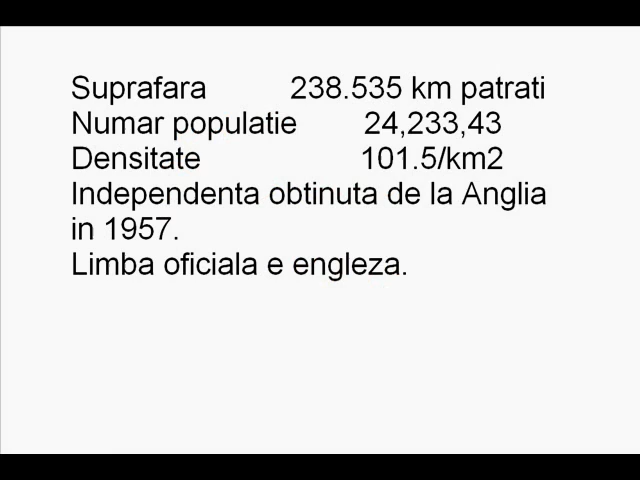 Suprafara 238.535 km patrati
Numar populatie 24,233,43
Densitate 101.5/km2
Independenta obtinuta de la Anglia
in 1957.
Limba oficiala e engleza.